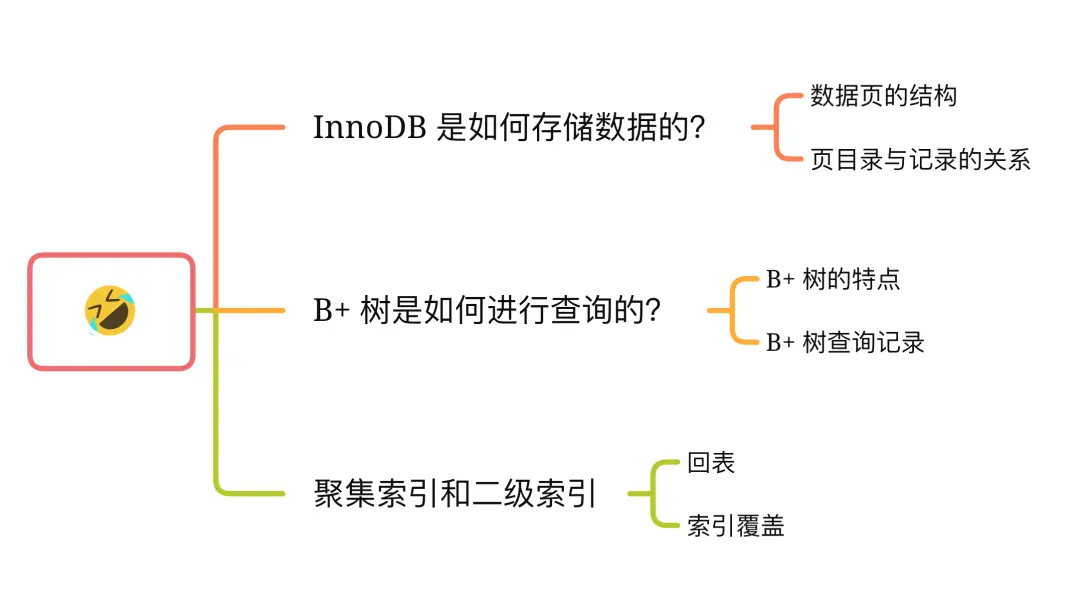 InnoDB 是如何存储数据的？
数据页的结构
页目录与记录的关系
B+ 树是如何进行查询的？
B+ 树的特点
B+ 树查询记录
聚集索引和二级索引
回表
索引覆盖